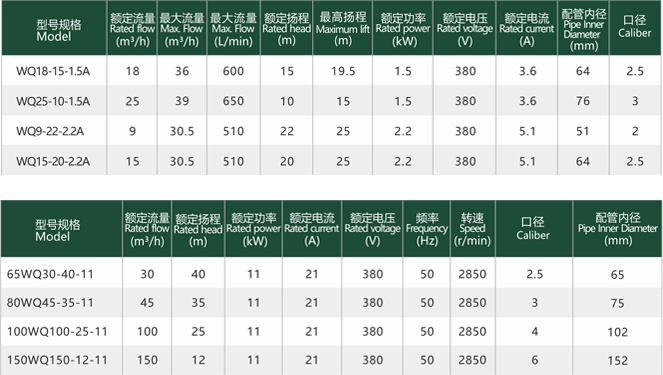 型号规格 Model | 额定流量 Rated flow (m³/h) | 最大流量 Max. Flow (m³/h) | 最大流量 Max. Flow (L/min) | 额定扬程 Rated head (m) | 最高扬程 Maximum lift (m) | 额定功率 Rated power (kW) | 额定电压 Rated voltage (V) | 额定电流 Rated current (A) | 配管内径 Pipe Inner Diameter (mm) | 口径 Caliber
WQ18-15-1.5A | 18 | 36 | 600 | 15 | 19.5 | 1.5 | 380 | 3.6 | 64 | 2.5
WQ25-10-1.5A | 25 | 39 | 650 | 10 | 15 | 1.5 | 380 | 3.6 | 76 | 3
WQ9-22-2.2A | 9 | 30.5 | 510 | 22 | 25 | 2.2 | 380 | 5.1 | 51 | 2
WQ15-20-2.2A | 15 | 30.5 | 510 | 20 | 25 | 2.2 | 380 | 5.1 | 64 | 2.5
型号规格 Model | 额定流量 Rated flow (m³/h) | 额定扬程 Rated head (m) | 额定功率 Rated power (kW) | 额定电流 Rated current (A) | 额定电压 Rated voltage (V) | 频率 Frequency (Hz) | 转速 Speed (r/min) | 口径 Caliber | 配管内径 Pipe Inner Diameter (mm)
65WQ30-40-11 | 30 | 40 | 11 | 21 | 380 | 50 | 2850 | 2.5 | 65
80WQ45-35-11 | 45 | 35 | 11 | 21 | 380 | 50 | 2850 | 3 | 75
100WQ100-25-11 | 100 | 25 | 11 | 21 | 380 | 50 | 2850 | 4 | 102
150WQ150-12-11 | 150 | 12 | 11 | 21 | 380 | 50 | 2850 | 6 | 152